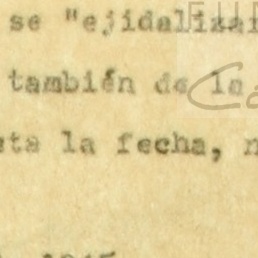 se "ejidalizar
también de la
ta la fecha,